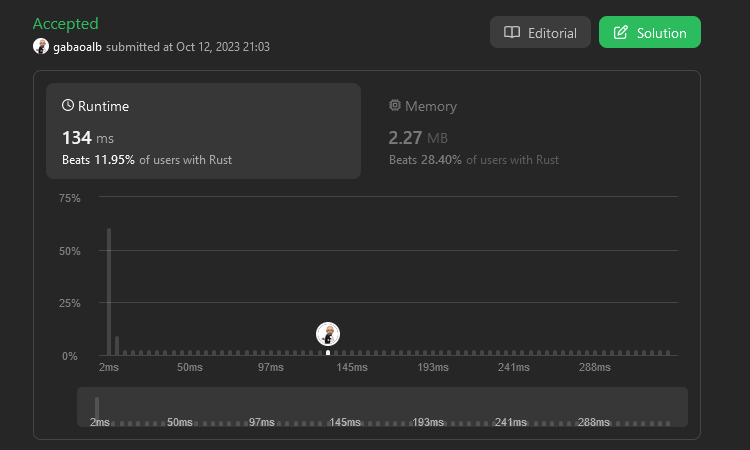 Accepted
gabaoalb submitted at Oct 12, 2023 21:03
Editorial
Solution
Runtime
134 ms
Beats 11.95% of users with Rust
Memory
2.27 MB
Beats 28.40% of users with Rust
75%
50%
25%
0%
2ms 50ms 97ms 145ms 193ms 241ms 288ms
2ms 50ms 97ms 145ms 193ms 241ms 288ms